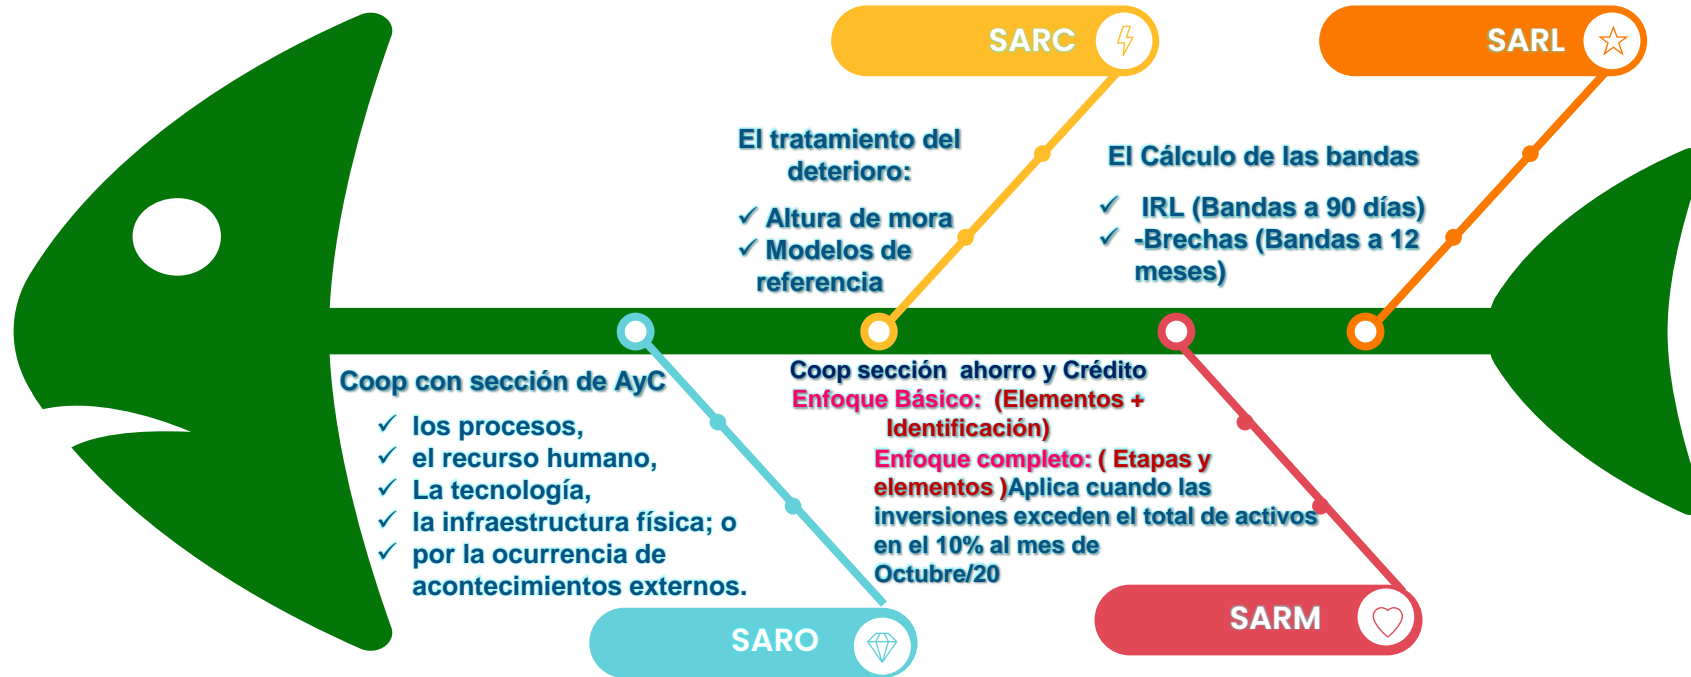 SARC
SARL
El tratamiento del
deterioro:
✓ Altura de mora
✓ Modelos de
referencia
El Cálculo de las bandas
✓ IRL (Bandas a 90 días)
✓ -Brechas (Bandas a 12
meses)
Coop con sección de AyC
✓ los procesos,
✓ el recurso humano,
✓ La tecnología,
✓ la infraestructura física; o
✓ por la ocurrencia de
acontecimientos externos.
Coop sección ahorro y Crédito
Enfoque Básico: (Elementos +
Identificación)
Enfoque completo: ( Etapas y
elementos )Aplica cuando las
inversiones exceden el total de activos
en el 10% al mes de
Octubre/20
SARO
SARM